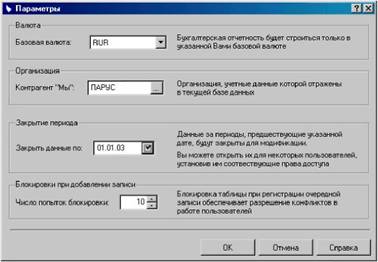 Параметры
Валюта
Базовая валюта:
RUR
Бухгалтерская отчетность будет строиться только в
указанной Вами базовой валюте
Организация
Контрагент "Мы":
ПАРУС
...
Организация, учетные данные которой отражены
в текущей базе данных
Закрытие периода
Закрыть данные по:
01.01.03
Данные за периоды, предшествующие указанной
дате, будут закрыты для модификации.
Вы можете открыть их для некоторых пользователей,
установив им соответствующие права доступа
Блокировки при добавлении записи
Число попыток блокировки:
10
Блокировка таблицы при регистрации очередной
записи обеспечивает разрешение конфликтов в
работе пользователей
OK
Отмена
Справка